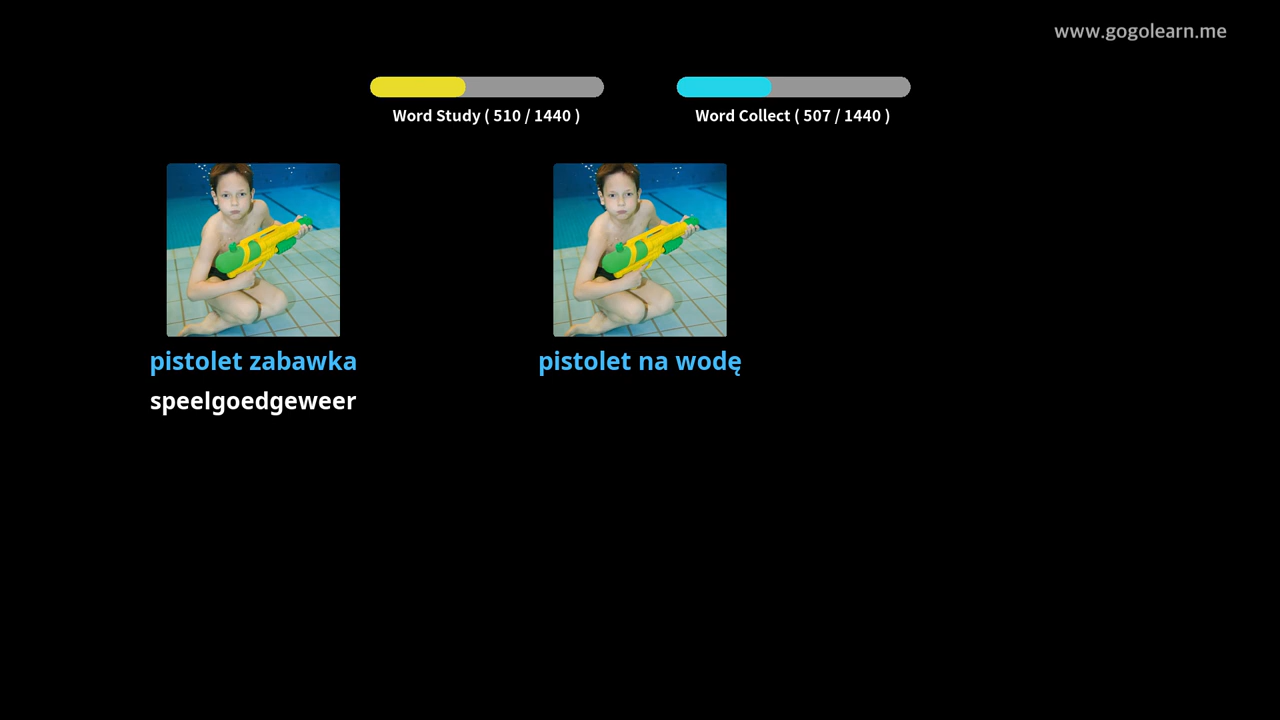 www.gogolearn.me
Word Study ( 510 / 1440 )
Word Collect ( 507 / 1440 )
pistolet zabawka
pistolet na wodę
speelgoedgeweer